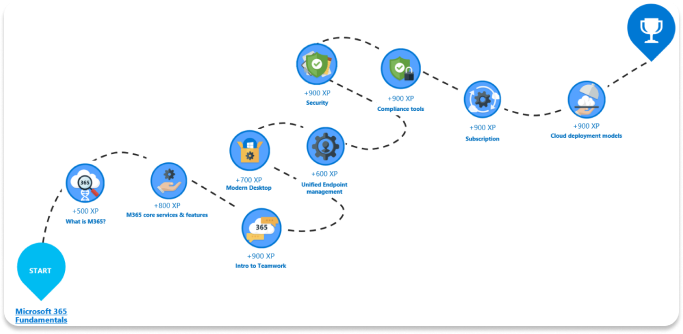 START
Microsoft 365
Fundamentals
365
+500 XP
What is M365?
+800 XP
M365 core services & features
365
+900 XP
Intro to Teamwork
+700 XP
Modern Desktop
+600 XP
Unified Endpoint
management
+900 XP
Security
+900 XP
Compliance tools
+900 XP
Subscription
+900 XP
Cloud deployment models